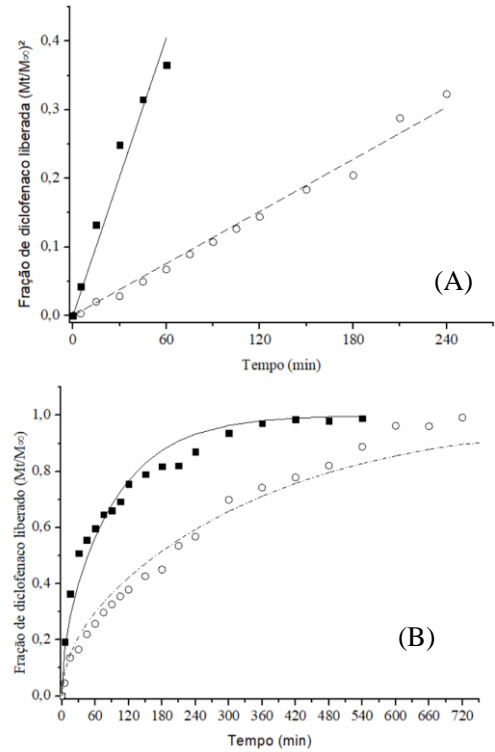 Fração de diclofenaco liberada (Mt/M∞)²
0,4
0,3
0,2
0,1
0,0
0 60 120 180 240
Tempo (min)
(A)
Fração de diclofenaco liberado (Mt/M∞)
1,0
0,8
0,6
0,4
0,2
0,0
0 60 120 180 240 300 360 420 480 540 600 660 720
Tempo (min)
(B)